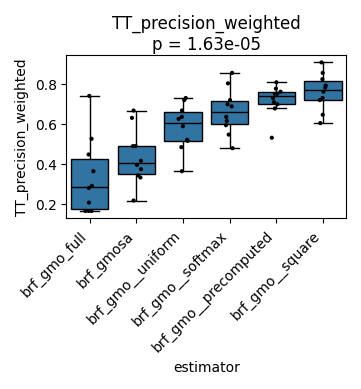 TT_precision_weighted
p = 1.63e-05
TT_precision_weighted
0.8
0.6
0.4
0.2
brf_gmo_full
brf_gmosa
brf_gmo__uniform
brf_gmo__softmax
brf_gmo__precomputed
brf_gmo__square
estimator